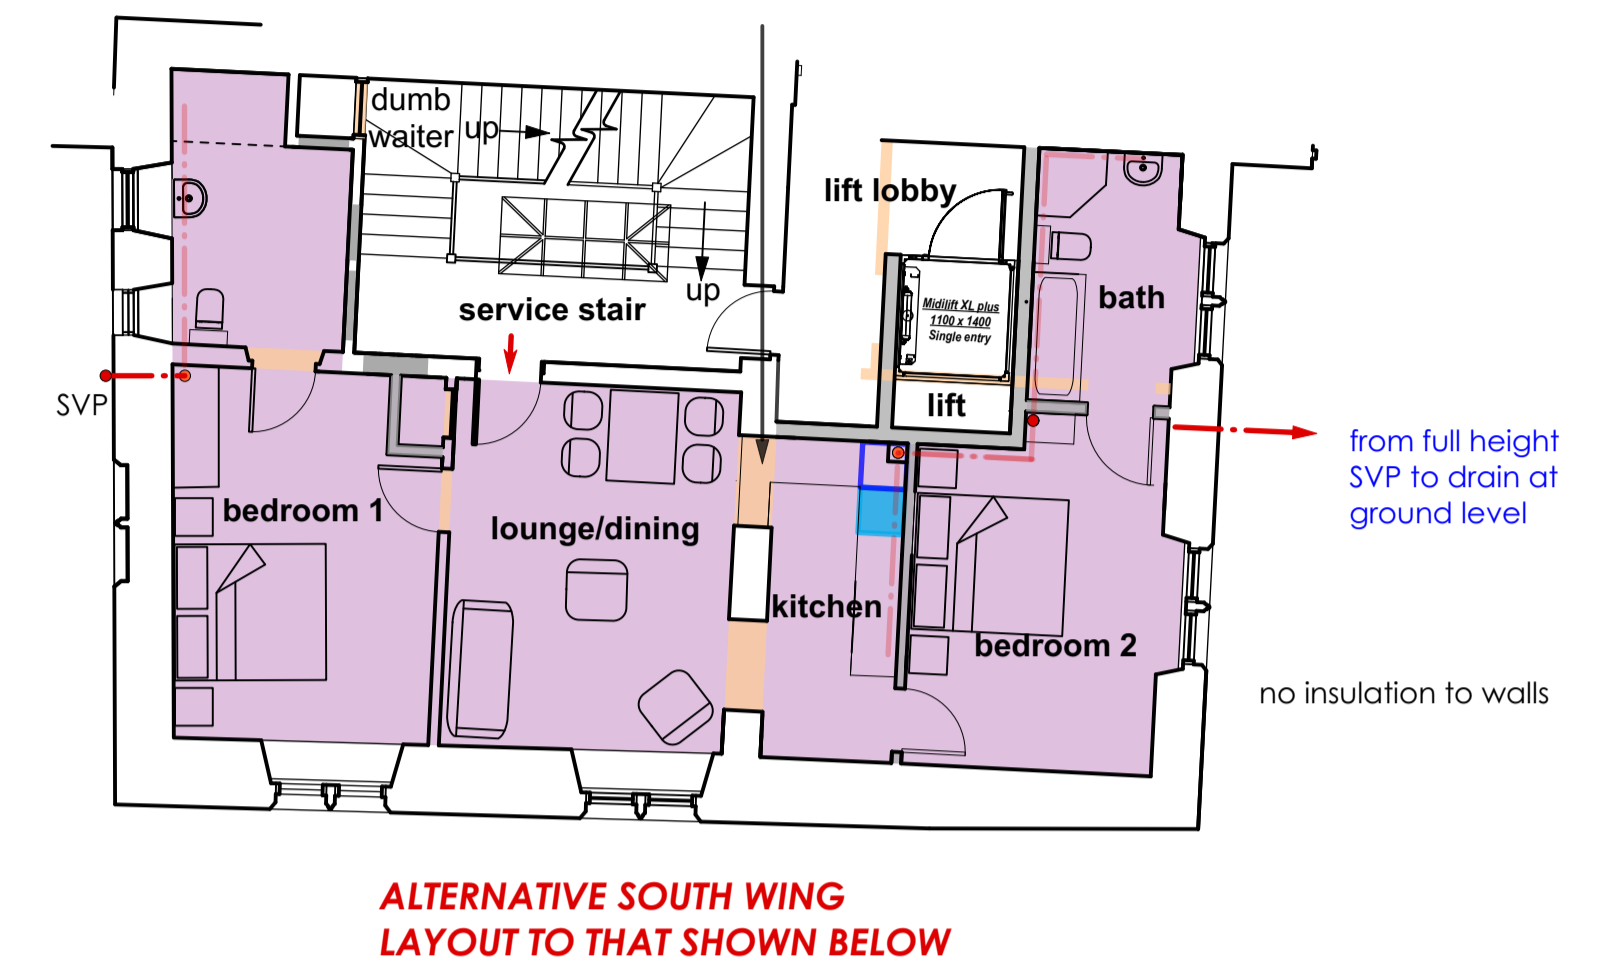 dumb
waiter
up
lift lobby
service stair
up
Midilift XL plus
1100 x 1400
Single entry
bath
SVP
lift
from full height
SVP to drain at
ground level
bedroom 1
lounge/dining
kitchen
bedroom 2
no insulation to walls
ALTERNATIVE SOUTH WING
LAYOUT TO THAT SHOWN BELOW